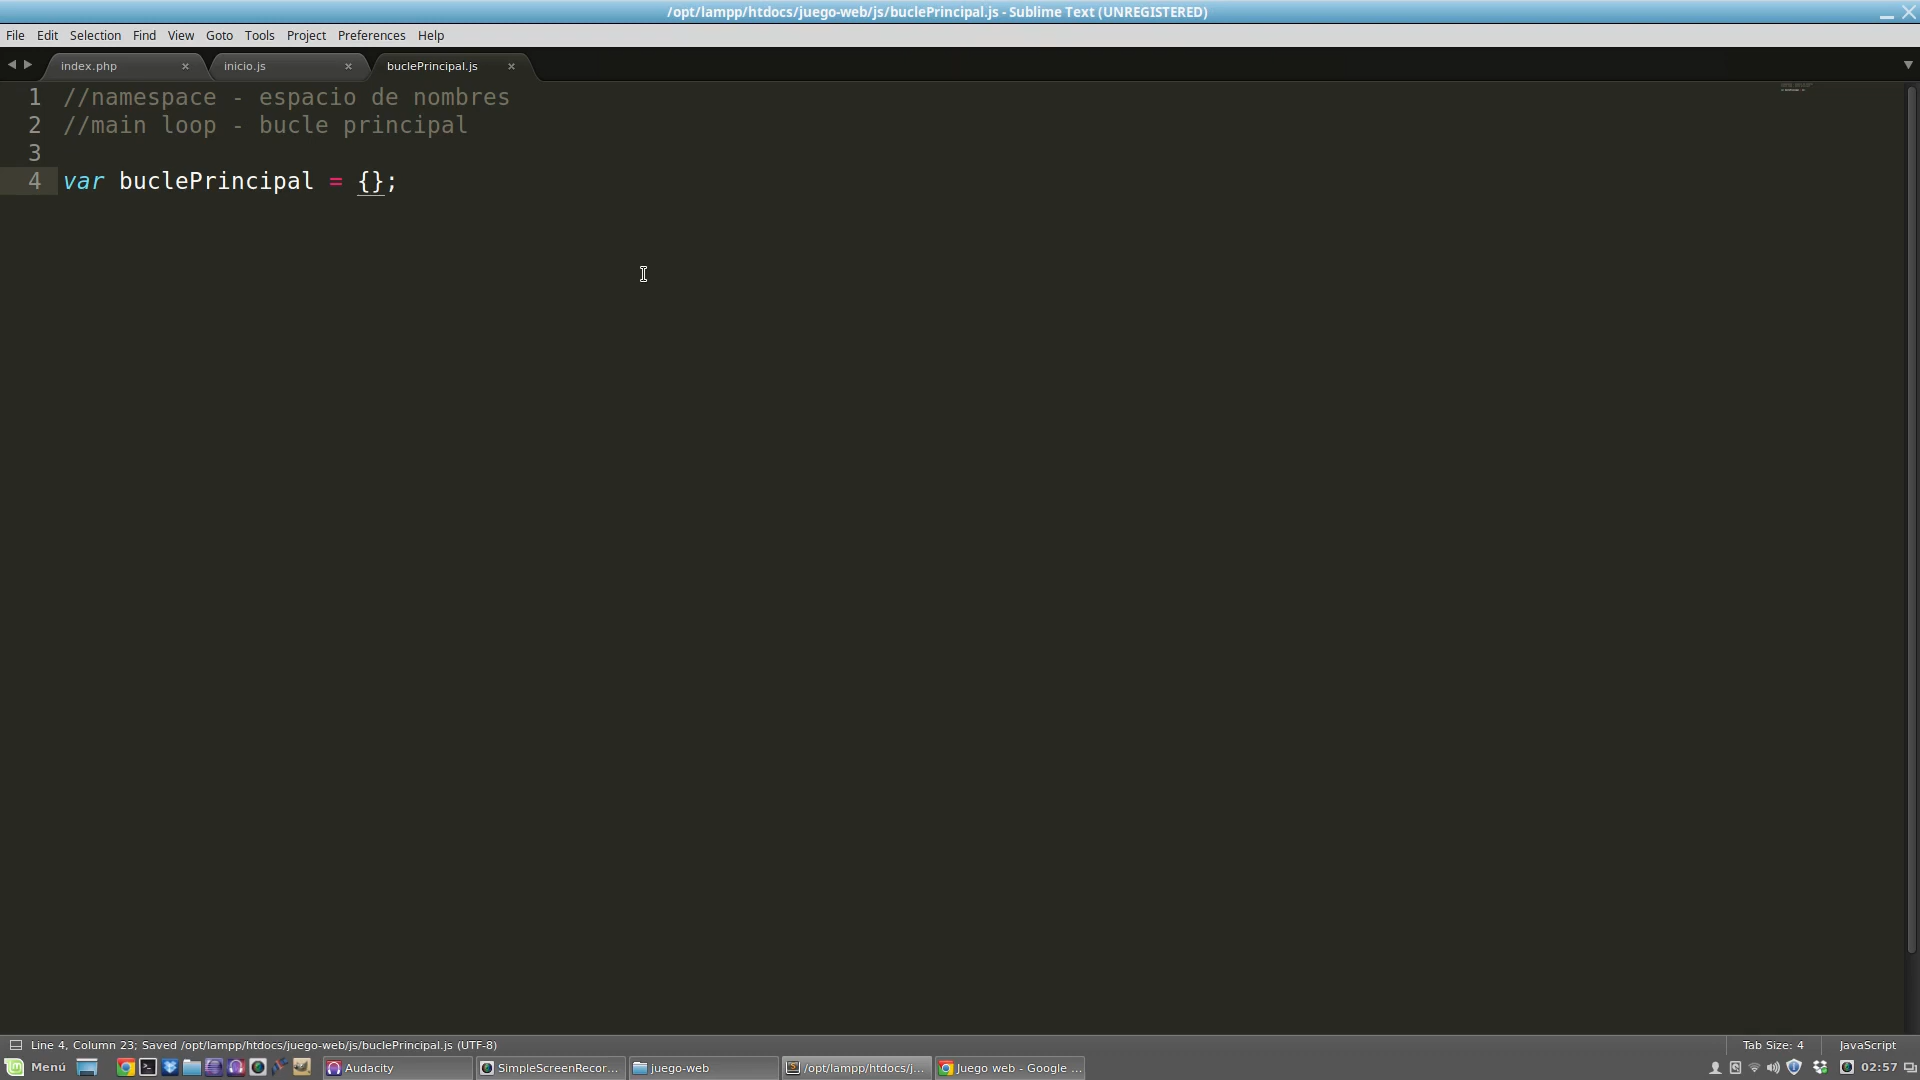 /opt/lampp/htdocs/juego-web/js/buclePrincipal.js - Sublime Text (UNREGISTERED)
File Edit Selection Find View Goto Tools Project Preferences Help
index.php inicio.js buclePrincipal.js
1 //namespace - espacio de nombres
2 //main loop - bucle principal
3
4 var buclePrincipal = {};
Line 4, Column 23; Saved /opt/lampp/htdocs/juego-web/js/buclePrincipal.js (UTF-8) Tab Size: 4 JavaScript
Menú Audacity SimpleScreenRecor... juego-web /opt/lampp/htdocs/j... Juego web - Google ... 02:57